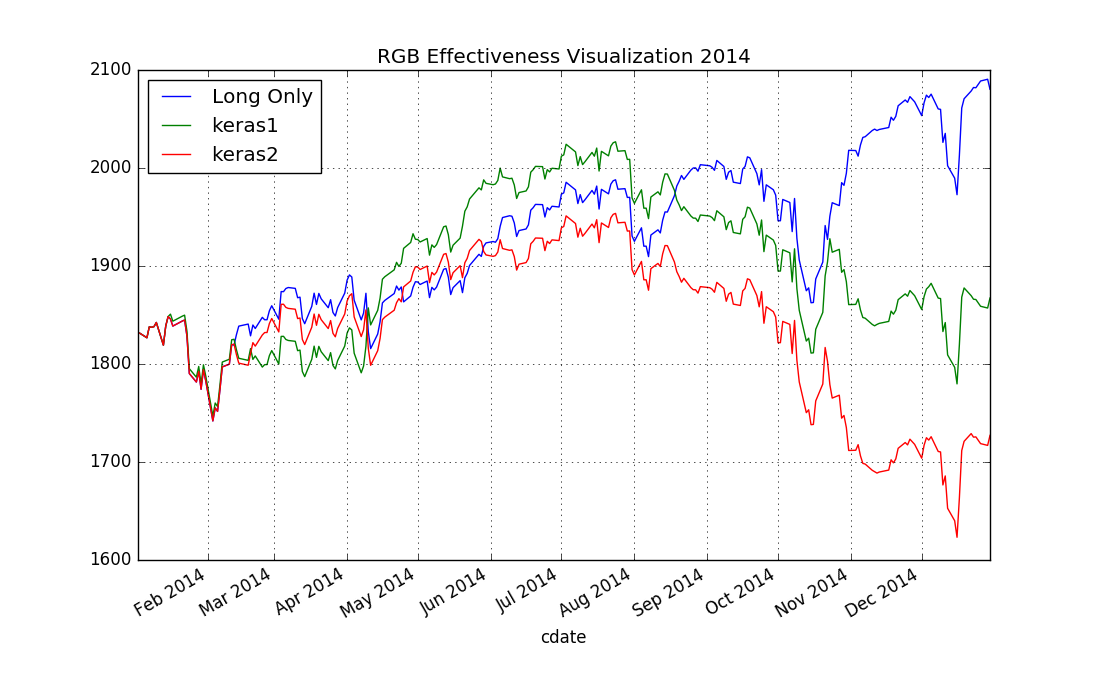 RGB Effectiveness Visualization 2014
2100
2000
1900
1800
1700
1600
Long Only
keras1
keras2
Feb 2014
Mar 2014
Apr 2014
May 2014
Jun 2014
Jul 2014
Aug 2014
Sep 2014
Oct 2014
Nov 2014
Dec 2014
cdate